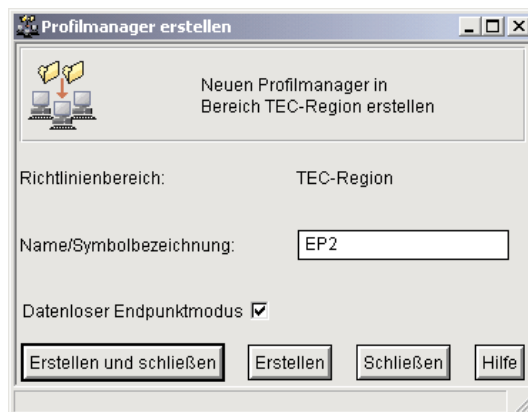 Profilmanager erstellen
Neuen Profilmanager in
Bereich TEC-Region erstellen
Richtlinienbereich: TEC-Region
Name/Symbolbezeichnung: EP2
Datenloser Endpunktmodus
Erstellen und schließen Erstellen Schließen Hilfe